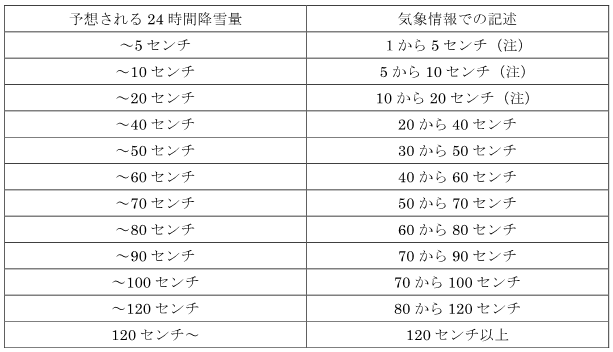 予想される 24 時間降雪量 気象情報での記述
～5 センチ 1 から 5 センチ（注）
～10 センチ 5 から 10 センチ（注）
～20 センチ 10 から 20 センチ（注）
～40 センチ 20 から 40 センチ
～50 センチ 30 から 50 センチ
～60 センチ 40 から 60 センチ
～70 センチ 50 から 70 センチ
～80 センチ 60 から 80 センチ
～90 センチ 70 から 90 センチ
～100 センチ 70 から 100 センチ
～120 センチ 80 から 120 センチ
120 センチ～ 120 センチ以上